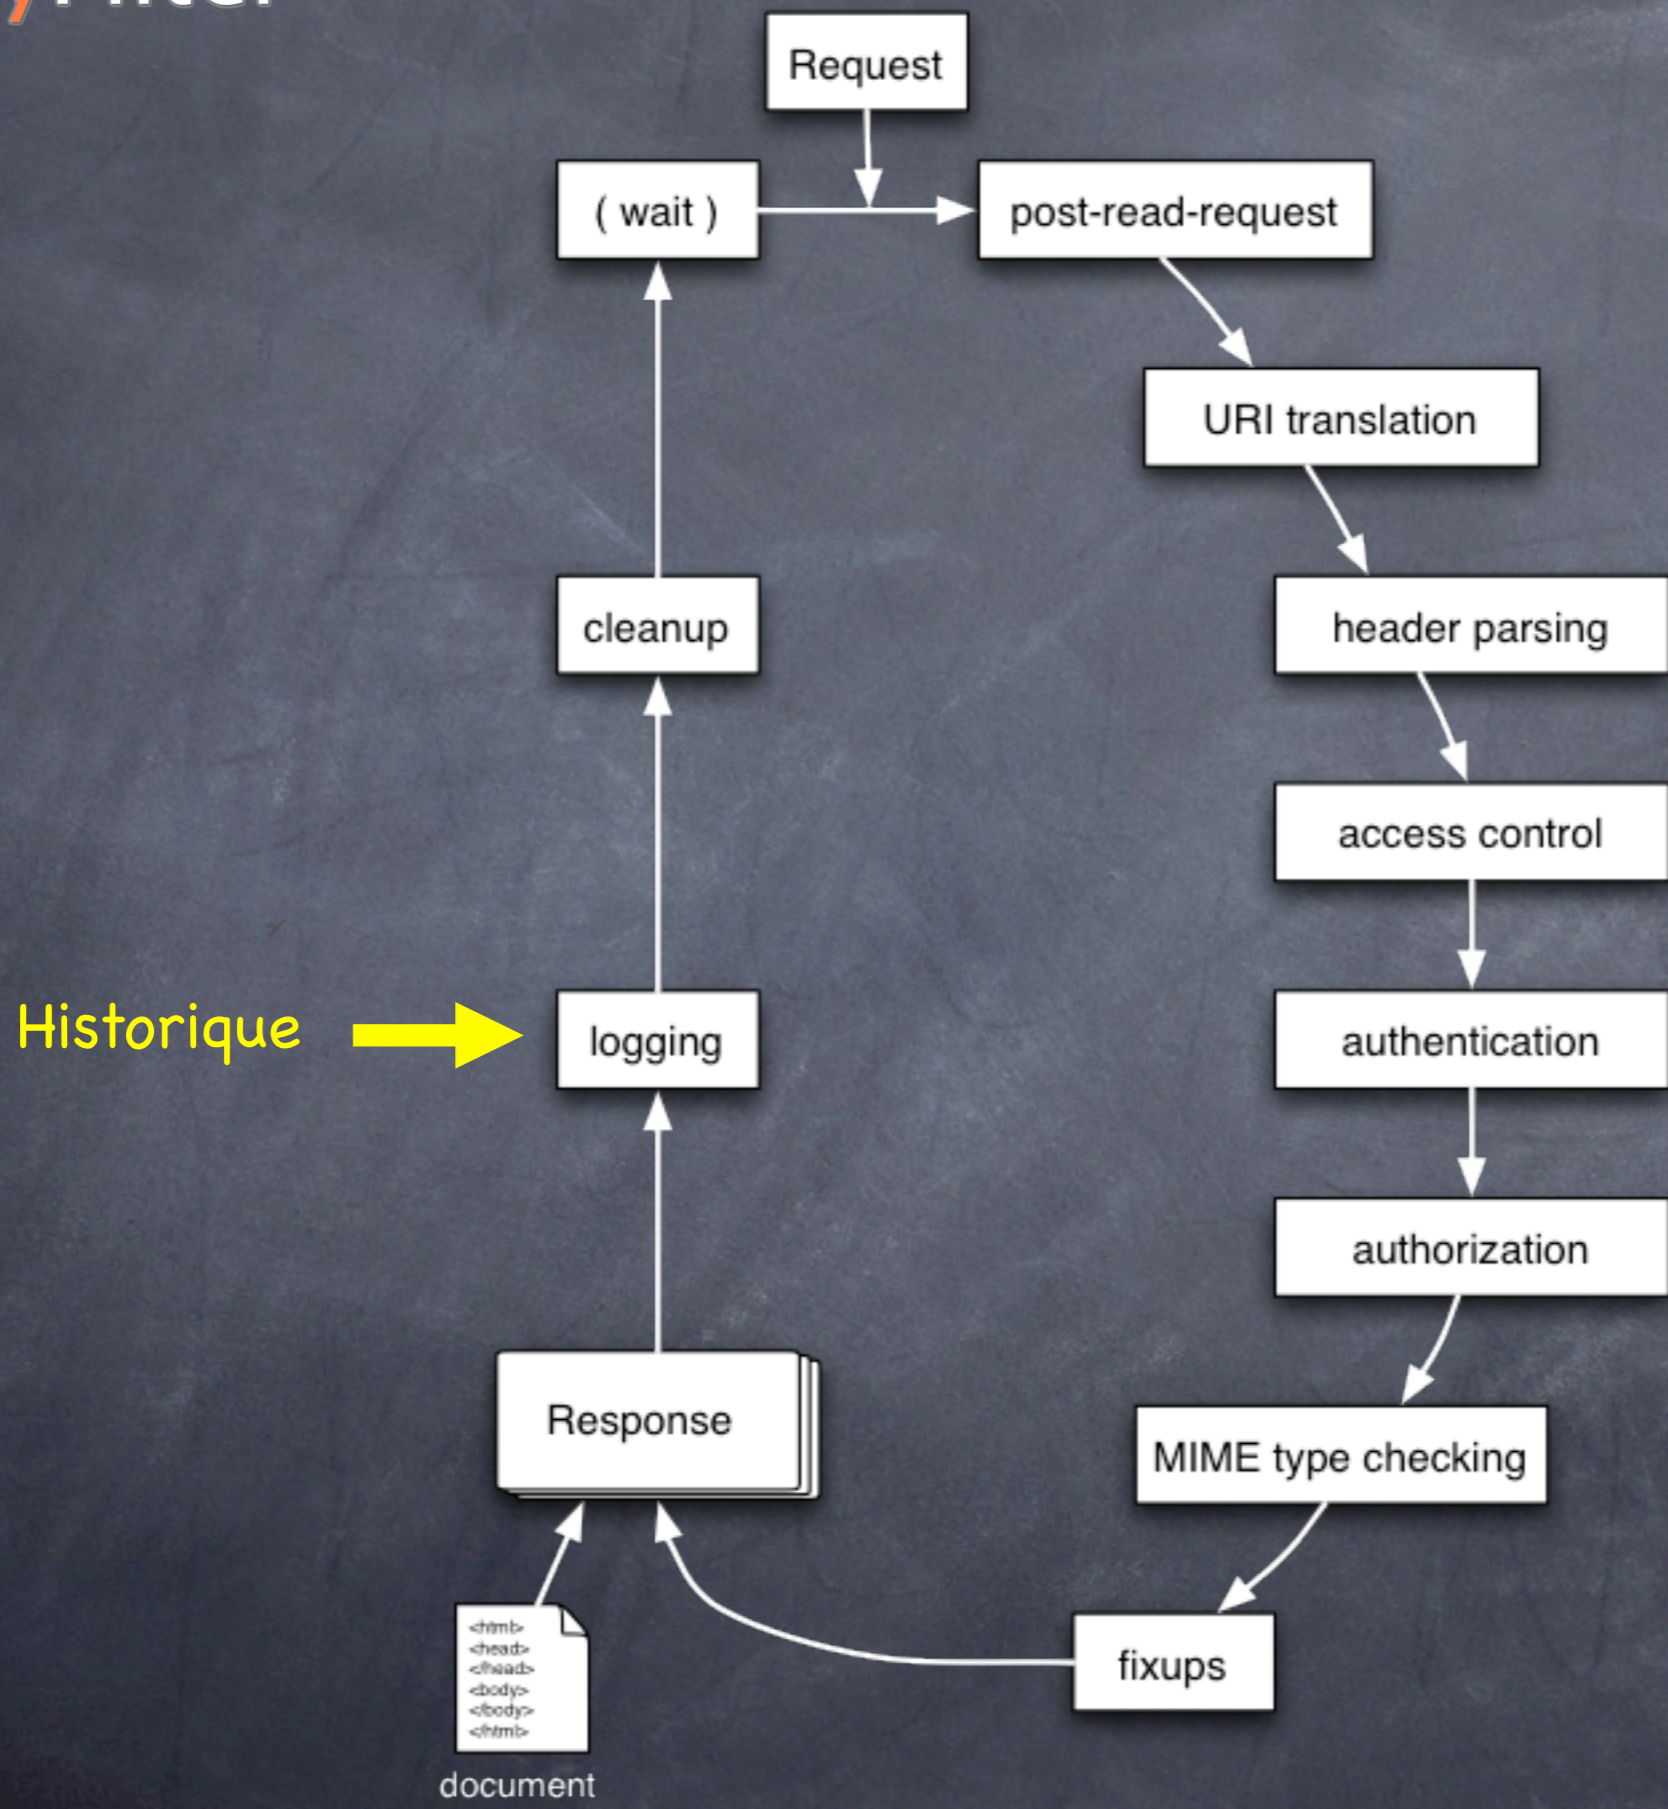 Request
( wait )
post-read-request
URI translation
cleanup
header parsing
access control
Historique
logging
authentication
authorization
Response
MIME type checking
<html>
<head>
</head>
<body>
</body>
</html>
fixups
document